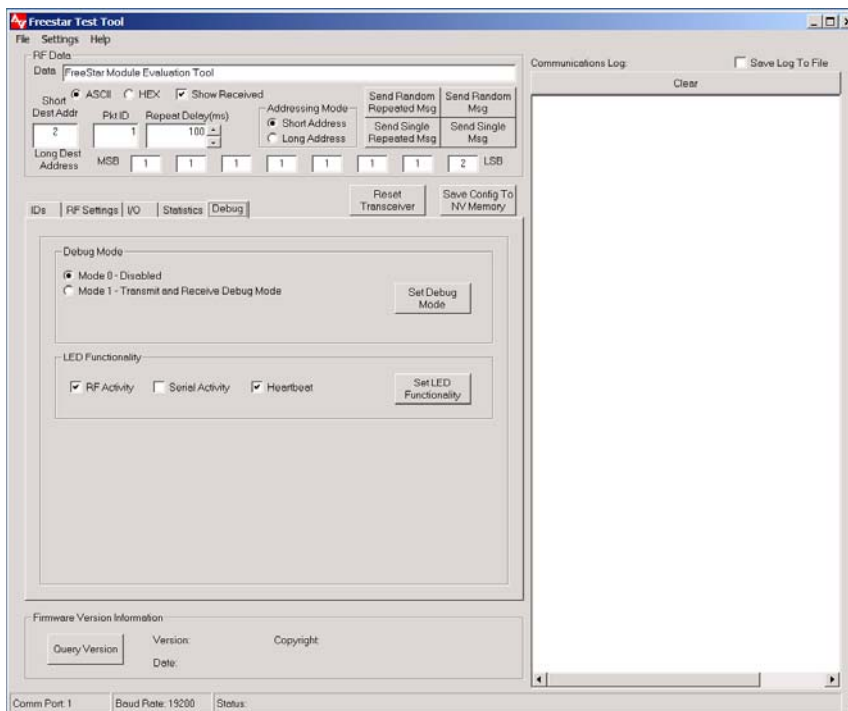 Freestar Test Tool
File Settings Help
RF Data
Data FreeStar Module Evaluation Tool
ASCII HEX Show Received
Short Dest Addr
2
Pkt ID
1
Repeat Delay(ms)
100
Addressing Mode
Short Address
Long Address
Send Random Repeated Msg
Send Random Msg
Send Single Repeated Msg
Send Single Msg
Long Dest Address MSB 1 1 1 1 1 1 1 2 LSB
Reset Transceiver
Save Config To NV Memory
IDs RF Settings I/O Statistics Debug
Debug Mode
Mode 0 - Disabled
Mode 1 - Transmit and Receive Debug Mode
Set Debug Mode
LED Functionality
RF Activity Serial Activity Heartbeat
Set LED Functionality
Firmware Version Information
Query Version
Version: Copyright:
Date:
Comm Port: 1 Baud Rate: 19200 Status:
Communications Log: Save Log To File
Clear